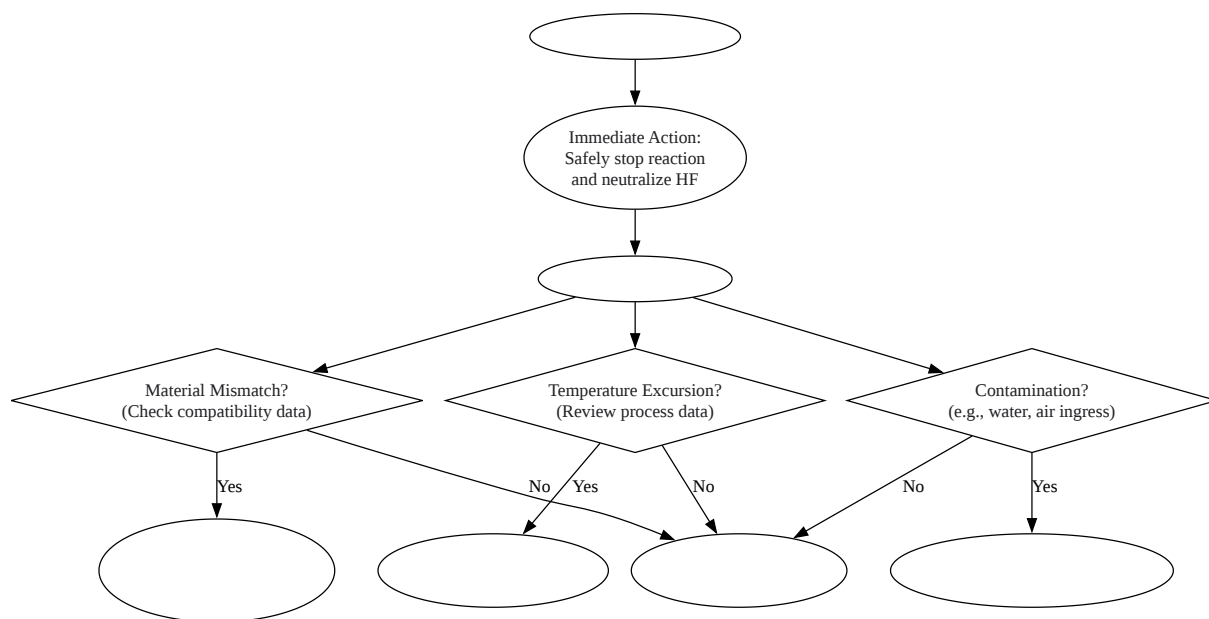 Immediate Action:
Safely stop reaction
and neutralize HF
Material Mismatch?
(Check compatibility data)
Temperature Excursion?
(Review process data)
Contamination?
(e.g., water, air ingress)
Yes
No
Yes
No
No
Yes